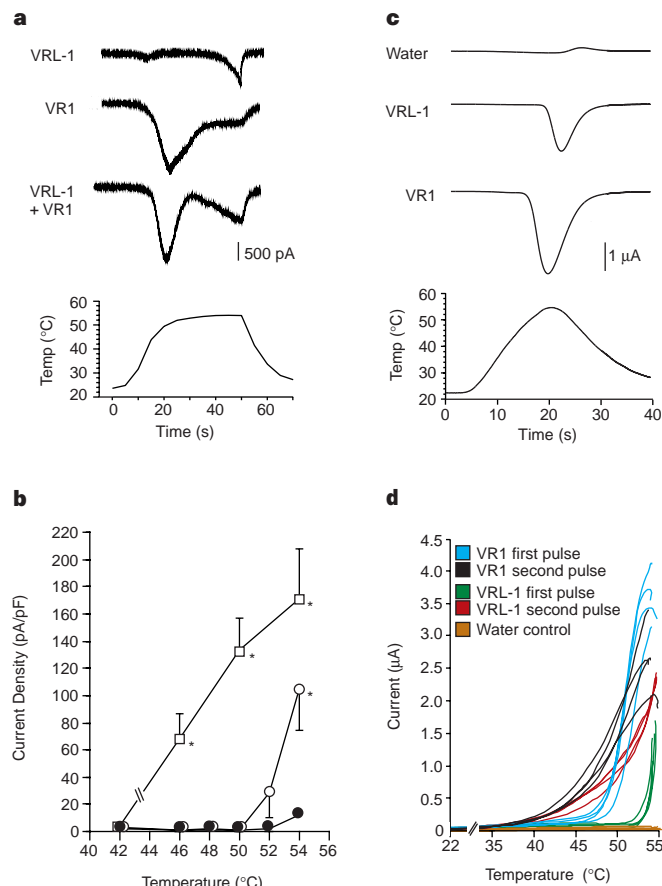 a
VRL-1
VR1
VRL-1
+ VR1
500 pA
Temp (°C)
60
50
40
30
20
0 20 40 60
Time (s)
c
Water
VRL-1
VR1
1 µA
Temp (°C)
60
50
40
30
20
0 10 20 30 40
Time (s)
b
Current Density (pA/pF)
220
200
180
160
140
120
100
80
60
40
20
0
*
*
*
*
40 42 44 46 48 50 52 54 56
Temperature (°C)
d
VR1 first pulse
VR1 second pulse
VRL-1 first pulse
VRL-1 second pulse
Water control
Current (µA)
4.5
4.0
3.5
3.0
2.5
2.0
1.5
1.0
0.5
0
22 35 40 45 50 55
Temperature (°C)